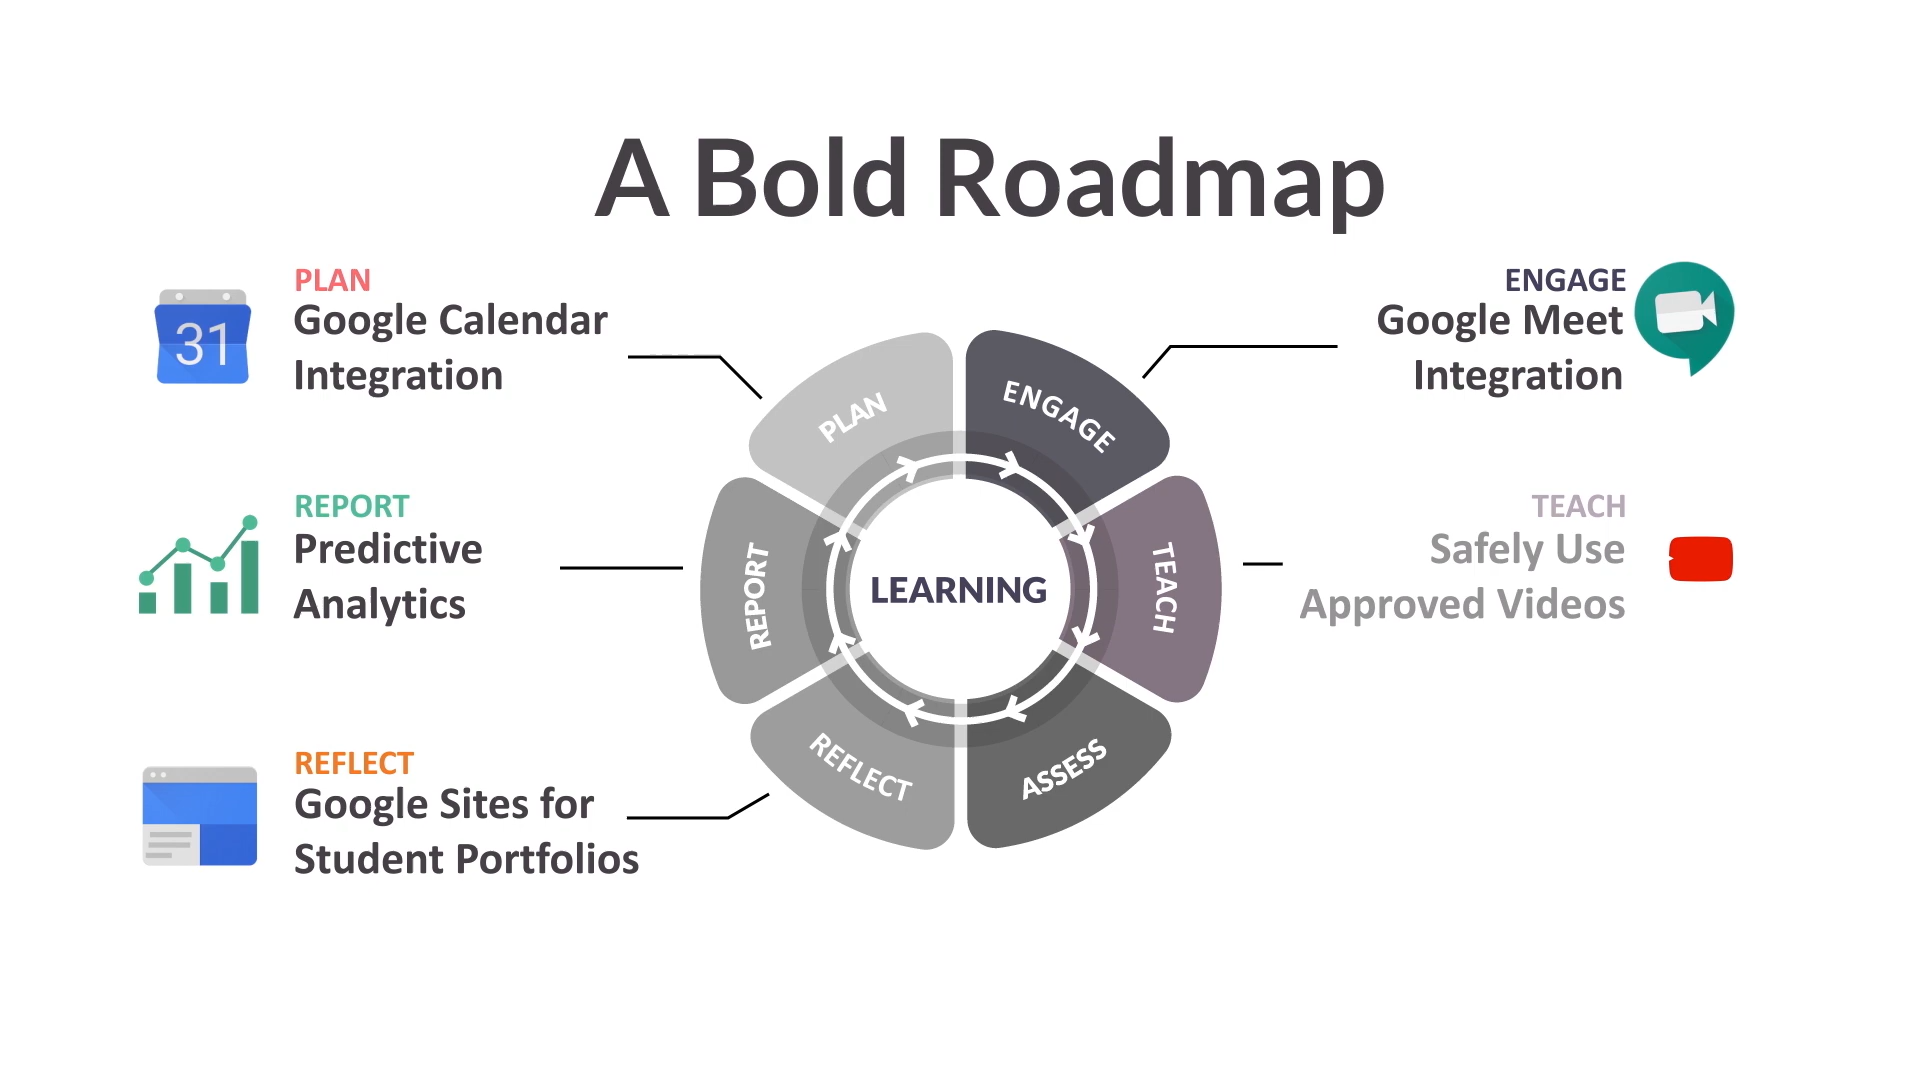 A Bold Roadmap
PLAN
Google Calendar
Integration
31
REPORT
Predictive
Analytics
REFLECT
Google Sites for
Student Portfolios
PLAN
ENGAGE
TEACH
ASSESS
REFLECT
REPORT
LEARNING
ENGAGE
Google Meet
Integration
TEACH
Safely Use
Approved Videos